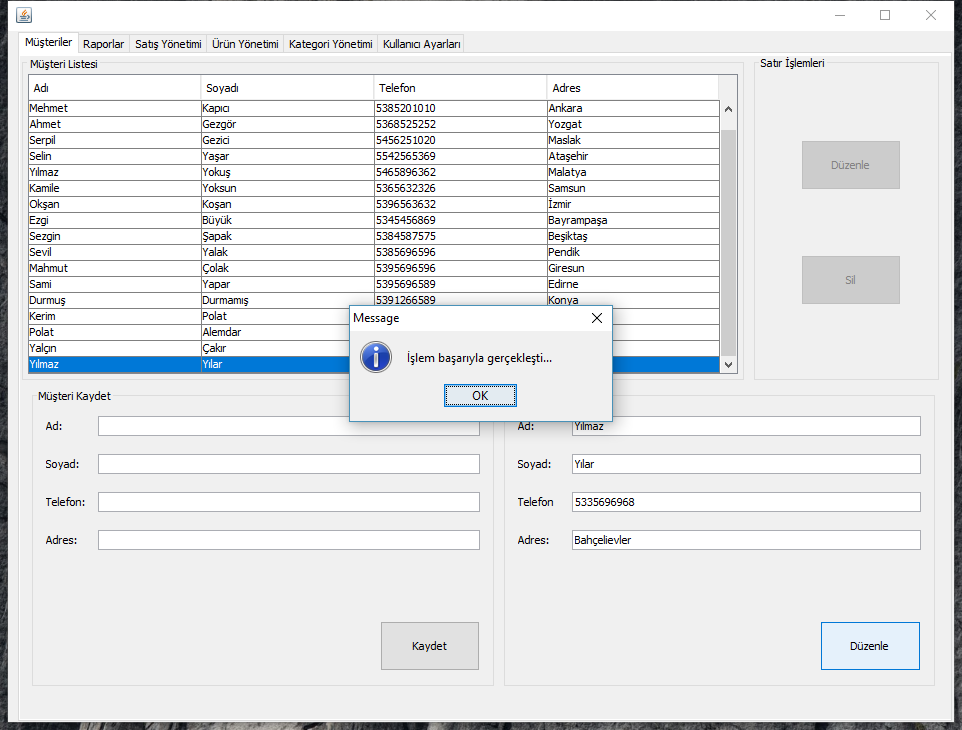 Müşteriler Raporlar Satış Yönetimi Ürün Yönetimi Kategori Yönetimi Kullanıcı Ayarları
Müşteri Listesi
Adı Soyadı Telefon Adres
Mehmet Kapıcı 5385201010 Ankara
Ahmet Gezgör 5368525252 Yozgat
Serpil Gezici 5456251020 Maslak
Selin Yaşar 5542565369 Ataşehir
Yılmaz Yokuş 5465896362 Malatya
Kamile Yoksun 5365632326 Samsun
Okşan Koşan 5396563632 İzmir
Ezgi Büyük 5345456869 Bayrampaşa
Sezgin Şapak 5384587575 Beşiktaş
Sevil Yalak 5385696596 Pendik
Mahmut Çolak 5395696596 Giresun
Sami Yapar 5395696589 Edirne
Durmuş Durmamış 5391266589 Konya
Kerim Polat
Polat Alemdar
Yalçın Çakır
Yılmaz Yılar
Satır İşlemleri
Düzenle
Sil
Message
İşlem başarıyla gerçekleşti...
OK
Müşteri Kaydet
Ad:
Soyad:
Telefon:
Adres:
Kaydet
Ad: Yılmaz
Soyad: Yılar
Telefon 5335696968
Adres: Bahçelievler
Düzenle